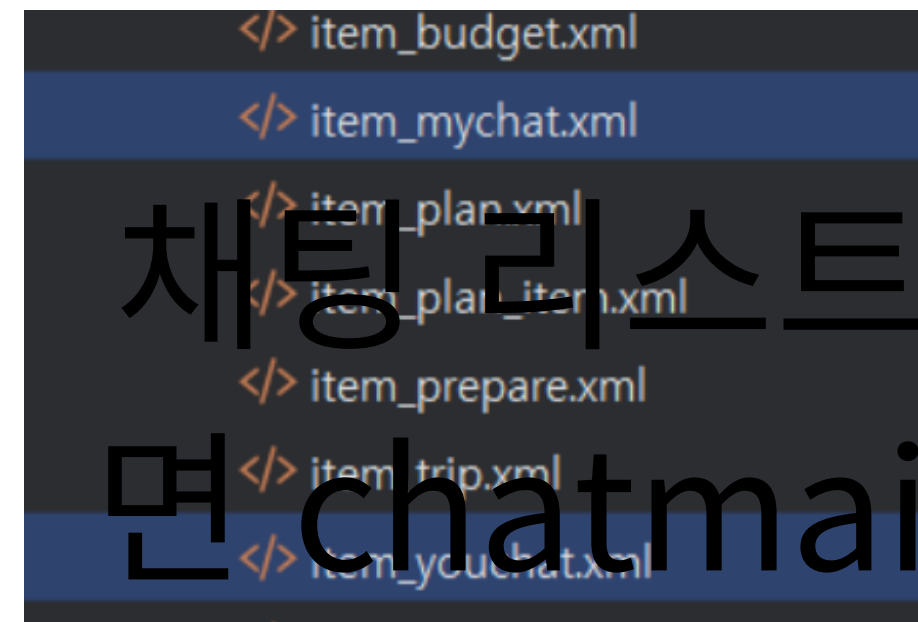 </> item_budget.xml
</> item_mychat.xml
</> item_plan.xml
채팅 리스트
</> item_plan_item.xml
</> item_prepare.xml
</> item_trip.xml
면 chatmai
</> item_youchat.xml